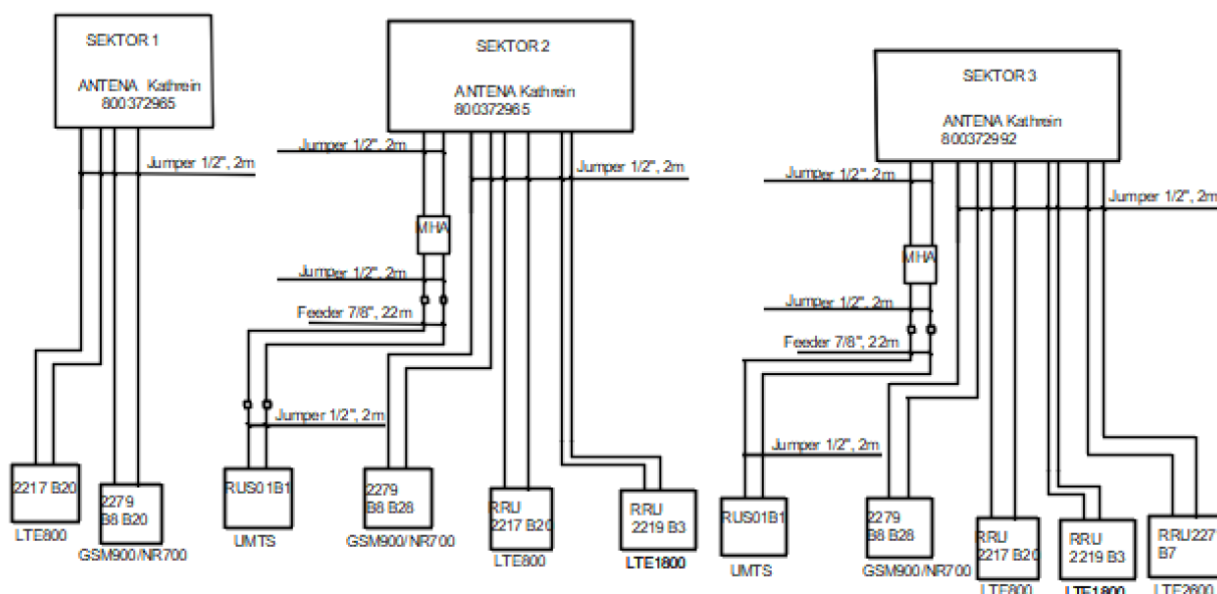 SEKTOR 1
ANTENA Kathrein
800372965
Jumper 1/2", 2m
2217 B20
LTE800
2279
B8 B20
GSM900/NR700
SEKTOR 2
ANTENA Kathrein
800372965
Jumper 1/2", 2m
Jumper 1/2", 2m
MHA
Jumper 1/2", 2m
Feeder 7/8", 22m
Jumper 1/2", 2m
RUS01B1
UMTS
2279
B8 B28
GSM900/NR700
RRU
2217 B20
LTE800
RRU
2219 B3
LTE1800
SEKTOR 3
ANTENA Kathrein
800372992
Jumper 1/2", 2m
Jumper 1/2", 2m
MHA
Jumper 1/2", 2m
Feeder 7/8", 22m
Jumper 1/2", 2m
RUS01B1
UMTS
2279
B8 B28
GSM900/NR700
RRU
2217 B20
LTE800
RRU
2219 B3
LTE1800
RRU227
B7
LTE2600